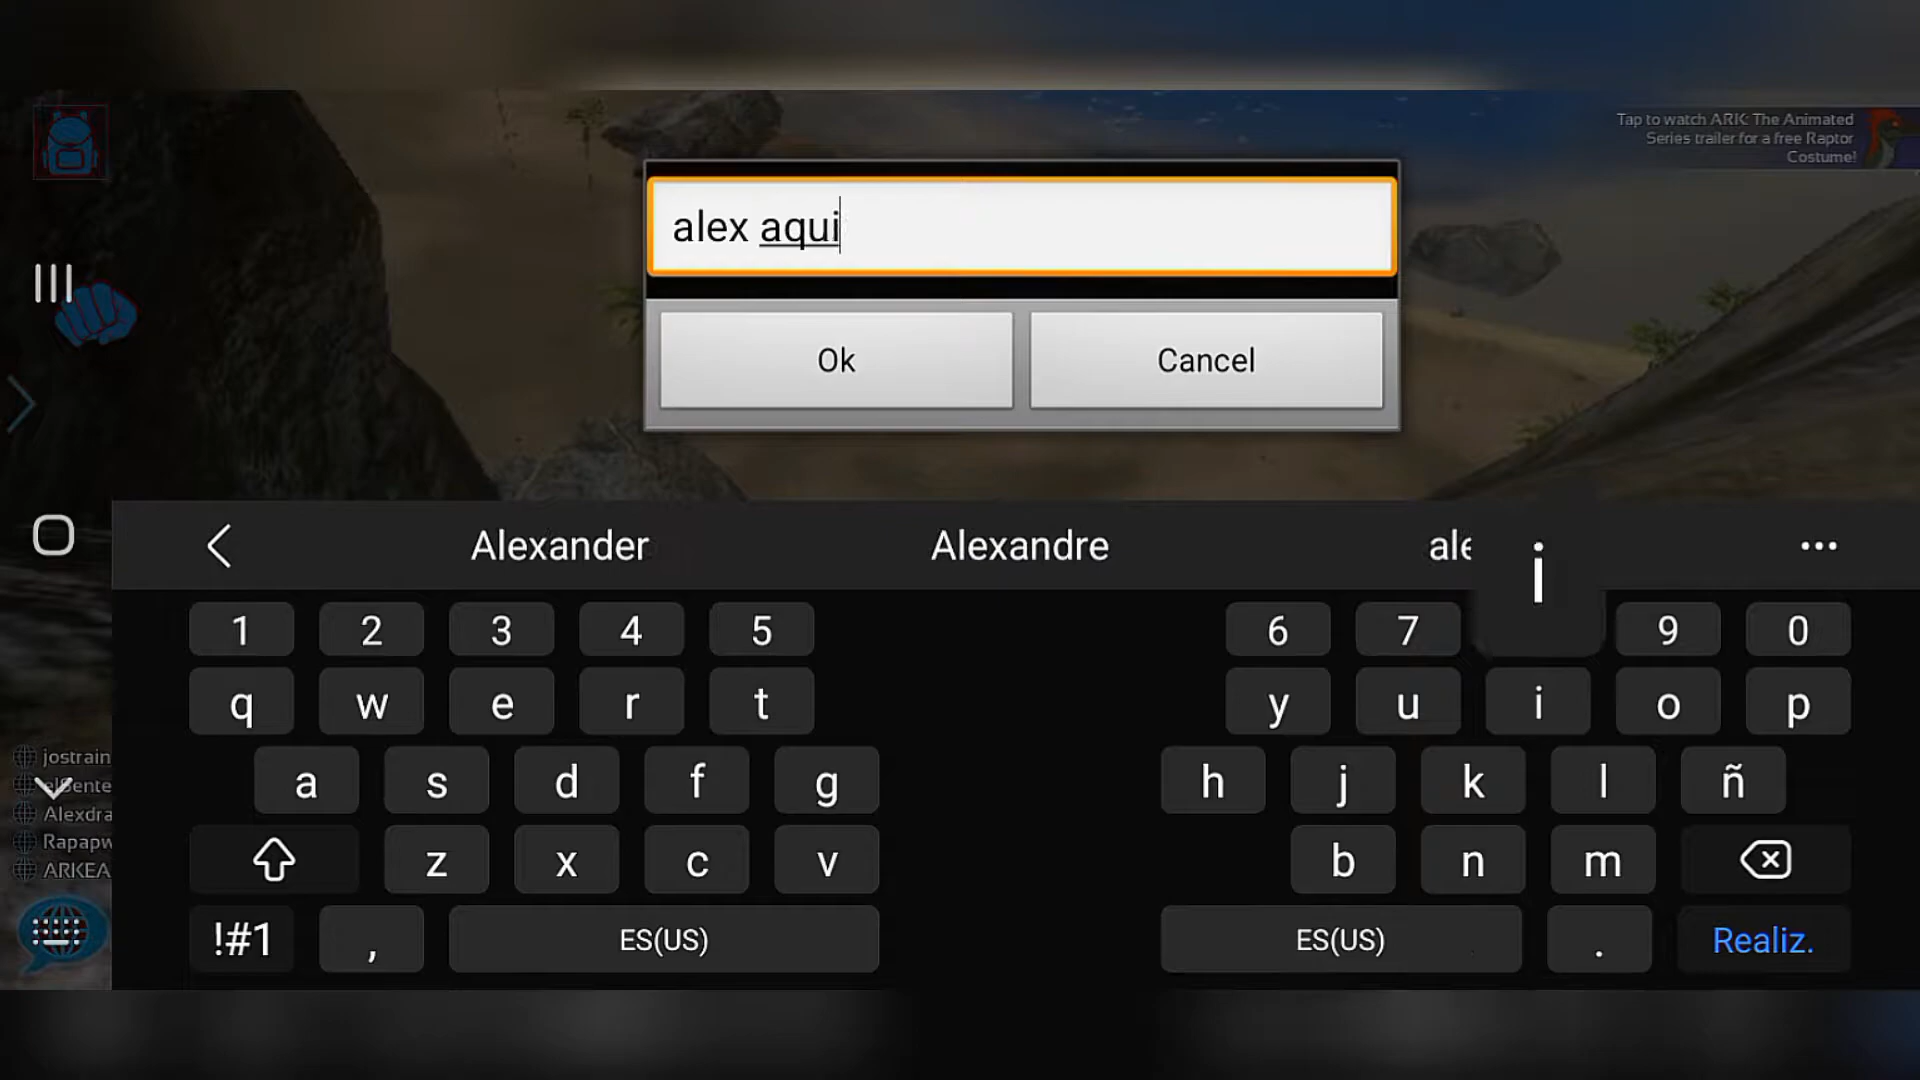 Tap to watch ARK: The Animated
Series trailer for a free Raptor
Costume!
alex aqui
Ok
Cancel
Alexander
Alexandre
ale
i
1 2 3 4 5 6 7 9 0
q w e r t y u i o p
a s d f g h j k l ñ
z x c v b n m
!#1 , ES(US) ES(US) . Realiz.
jostrain
Alexdra
Rapapw
ARKEA